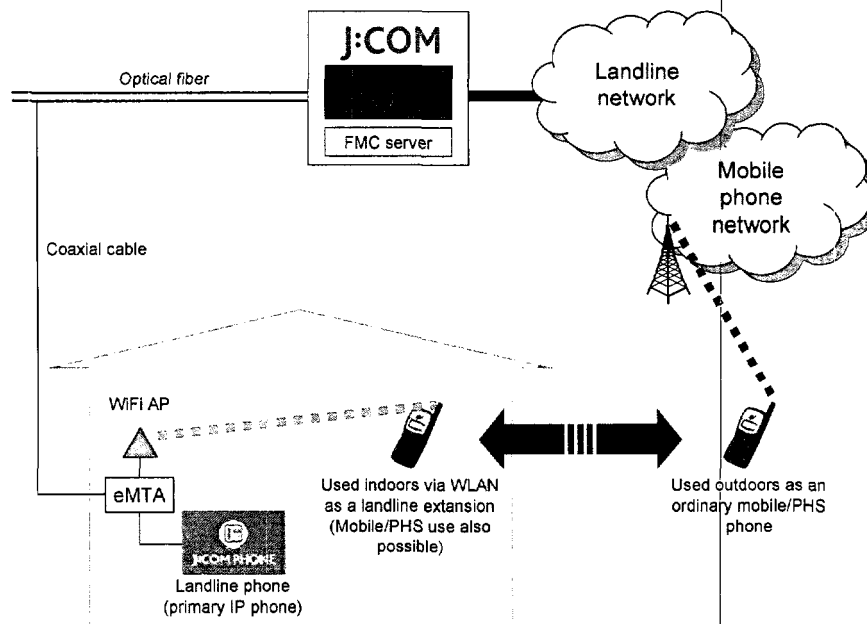 J:COM
Optical fiber
FMC server
Landline
network
Mobile
phone
network
Coaxial cable
WiFi AP
eMTA
J:COM PHONE
Landline phone
(primary IP phone)
Used indoors via WLAN
as a landline extension
(Mobile/PHS use also
possible)
Used outdoors as an
ordinary mobile/PHS
phone